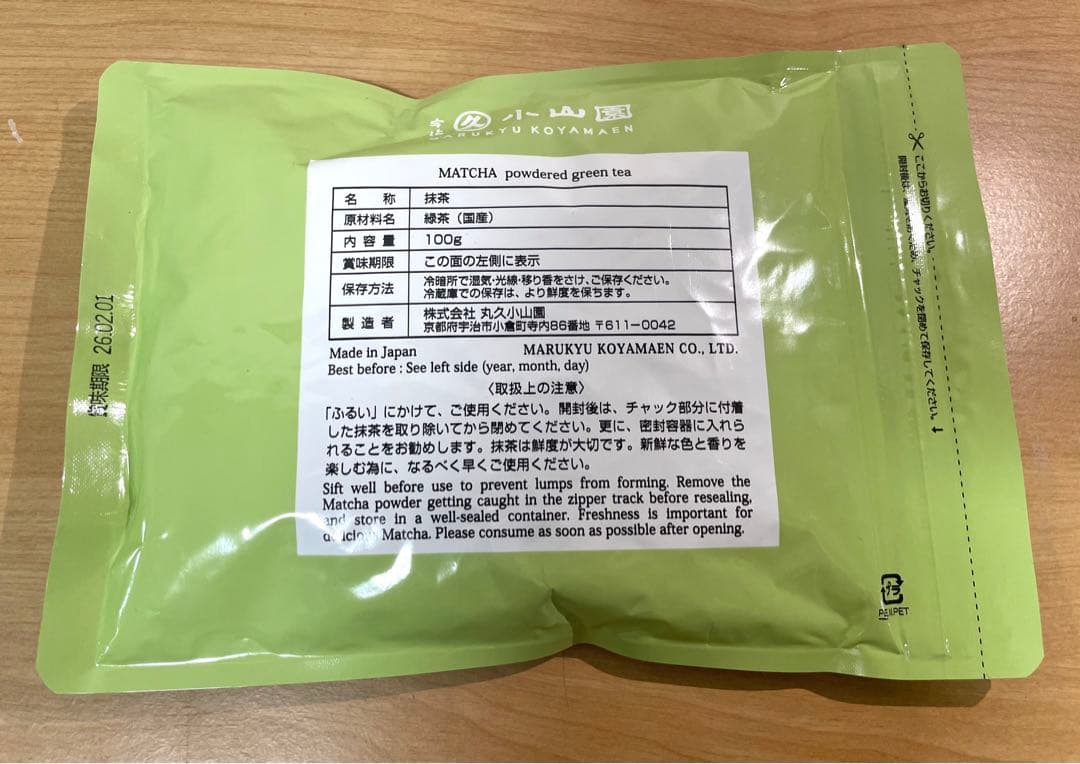 宇治 久 小山園
MARUKYU KOYAMAEN
MATCHA powdered green tea
名 称 抹茶
原材料名 緑茶（国産）
内容量 100g
賞味期限 この面の左側に表示
保存方法 冷暗所で湿気・光線・移り香をさけ、ご保存ください。
冷蔵庫での保存は、より鮮度を保ちます。
製造者 株式会社 丸久小山園
京都府宇治市小倉町寺内86番地 〒611-0042
Made in Japan MARUKYU KOYAMAEN CO., LTD.
Best before : See left side (year, month, day)
〈取扱上の注意〉
「ふるい」にかけて、ご使用ください。開封後は、チャック部分に付着
した抹茶を取り除いてから閉めてください。更に、密封容器に入れら
れることをお勧めします。抹茶は鮮度が大切です。新鮮な色と香りを
楽しむ為に、なるべく早くご使用ください。
Sift well before use to prevent lumps from forming. Remove the
Matcha powder getting caught in the zipper track before resealing,
and store in a well-sealed container. Freshness is important for
delicious Matcha. Please consume as soon as possible after opening.
賞味期限 26.02.01
ここからお切りください。
開封後は、チャックを閉めて保存してください。
プラ
PE,M,PET